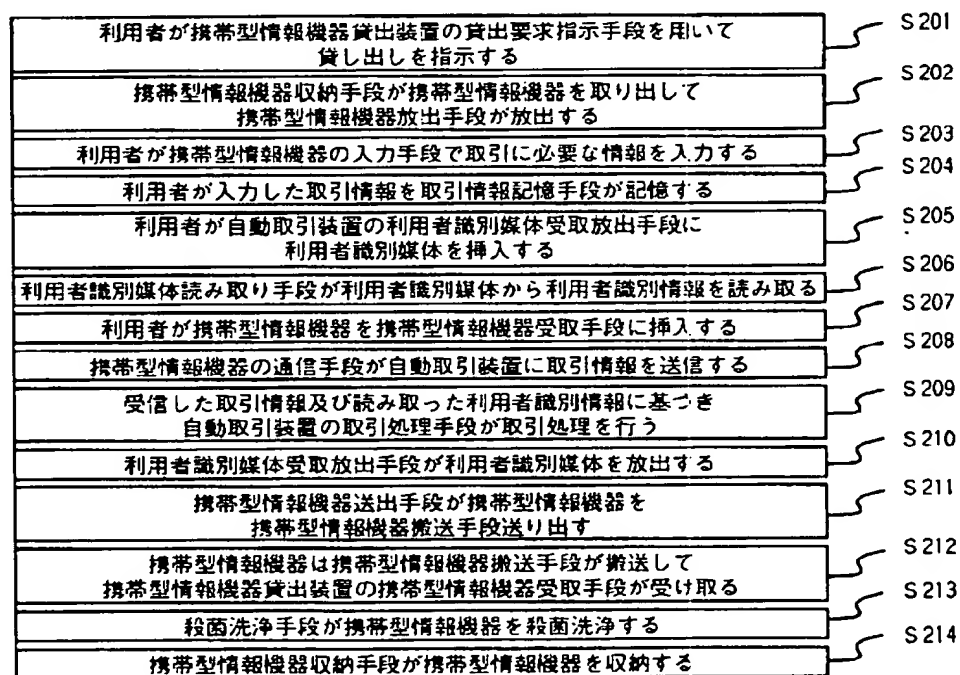 利用者が携帯型情報機器貸出装置の貸出要求指示手段を用いて
貸し出しを指示する
S201
携帯型情報機器収納手段が携帯型情報機器を取り出して
携帯型情報機器放出手段が放出する
S202
利用者が携帯型情報機器の入力手段で取引に必要な情報を入力する
S203
利用者が入力した取引情報を取引情報記憶手段が記憶する
S204
利用者が自動取引装置の利用者識別媒体受取放出手段に
利用者識別媒体を挿入する
S205
利用者識別媒体読み取り手段が利用者識別媒体から利用者識別情報を読み取る
S206
利用者が携帯型情報機器を携帯型情報機器受取手段に挿入する
S207
携帯型情報機器の通信手段が自動取引装置に取引情報を送信する
S208
受信した取引情報及び読み取った利用者識別情報に基づき
自動取引装置の取引処理手段が取引処理を行う
S209
利用者識別媒体受取放出手段が利用者識別媒体を放出する
S210
携帯型情報機器送出手段が携帯型情報機器を
携帯型情報機器搬送手段送り出す
S211
携帯型情報機器は携帯型情報機器搬送手段が搬送して
携帯型情報機器貸出装置の携帯型情報機器受取手段が受け取る
S212
殺菌洗浄手段が携帯型情報機器を殺菌洗浄する
S213
携帯型情報機器収納手段が携帯型情報機器を収納する
S214